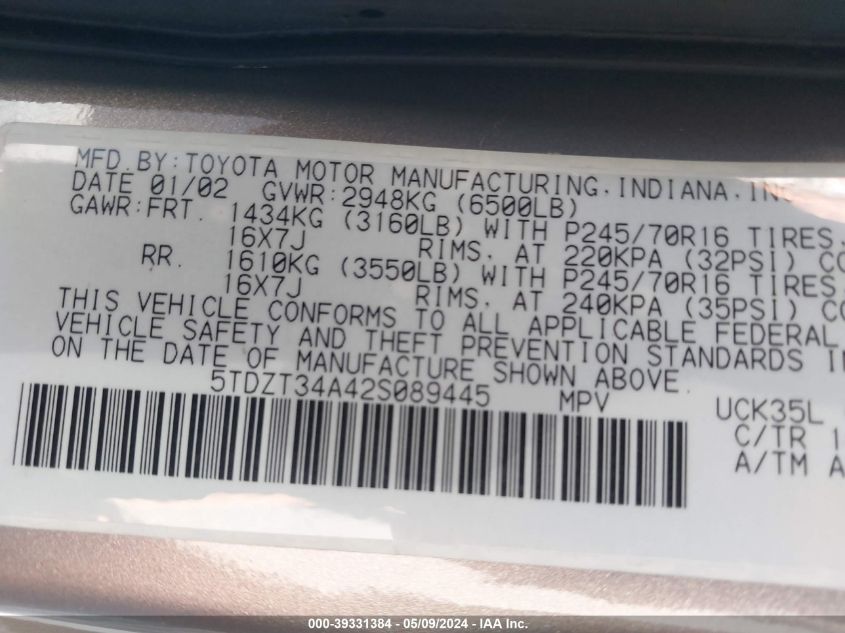 MFD.BY:TOYOTA MOTOR MANUFACTURING.INDIANA.INC
DATE 01/02 GVWR:2948KG (6500LB)
GAWR:FRT. 1434KG (3160LB) WITH P245/70R16 TIRES.
16X7J RIMS. AT 220KPA (32PSI) CO
RR. 1610KG (3550LB) WITH P245/70R16 TIRES.
16X7J RIMS. AT 240KPA (35PSI) CO
THIS VEHICLE CONFORMS TO ALL APPLICABLE FEDERAL
VEHICLE SAFETY AND THEFT PREVENTION STANDARDS I
ON THE DATE OF MANUFACTURE SHOWN ABOVE.
5TDZT34A42S089445 MPV UCK35L
C/TR 1
A/TM A
000-39331384 - 05/09/2024 - IAAI.com